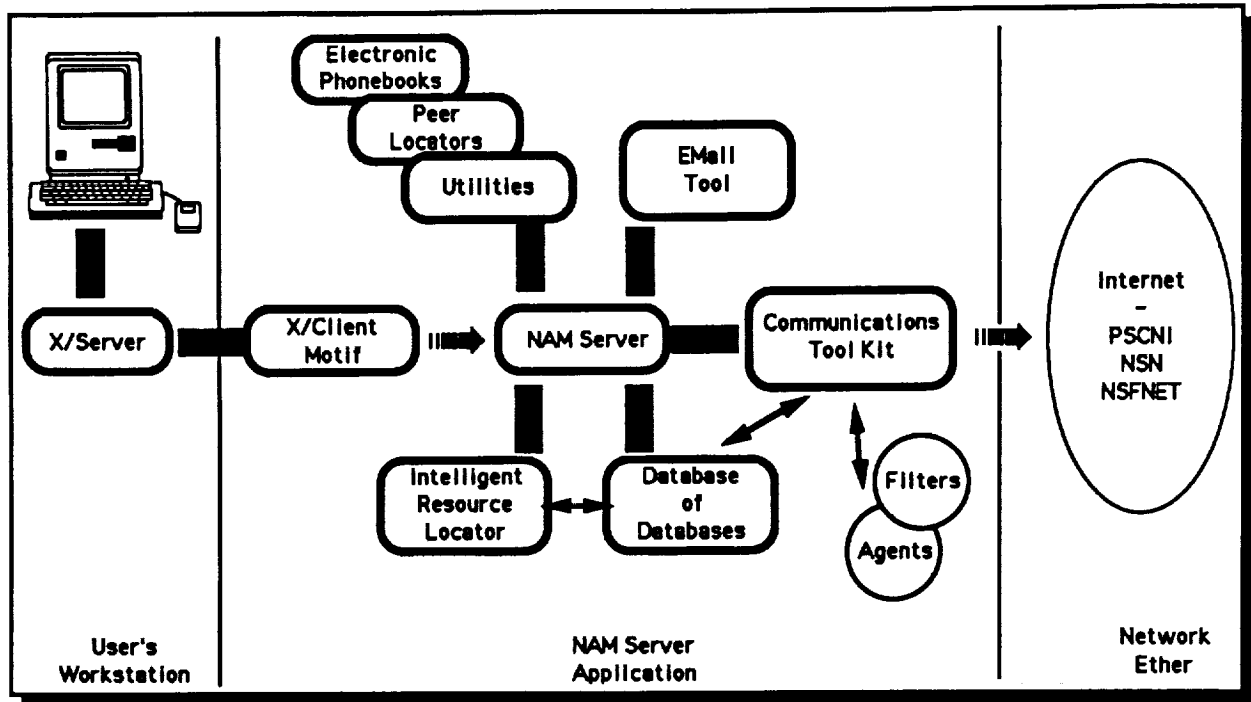 Electronic
Phonebooks
Peer
Locators
Utilities
EMail
Tool
X/Server
X/Client
Motif
NAM Server
Communications
Tool Kit
Internet
-
PSCNI
NSN
NSFNET
Intelligent
Resource
Locator
Database
of
Databases
Filters
Agents
User's
Workstation
NAM Server
Application
Network
Ether